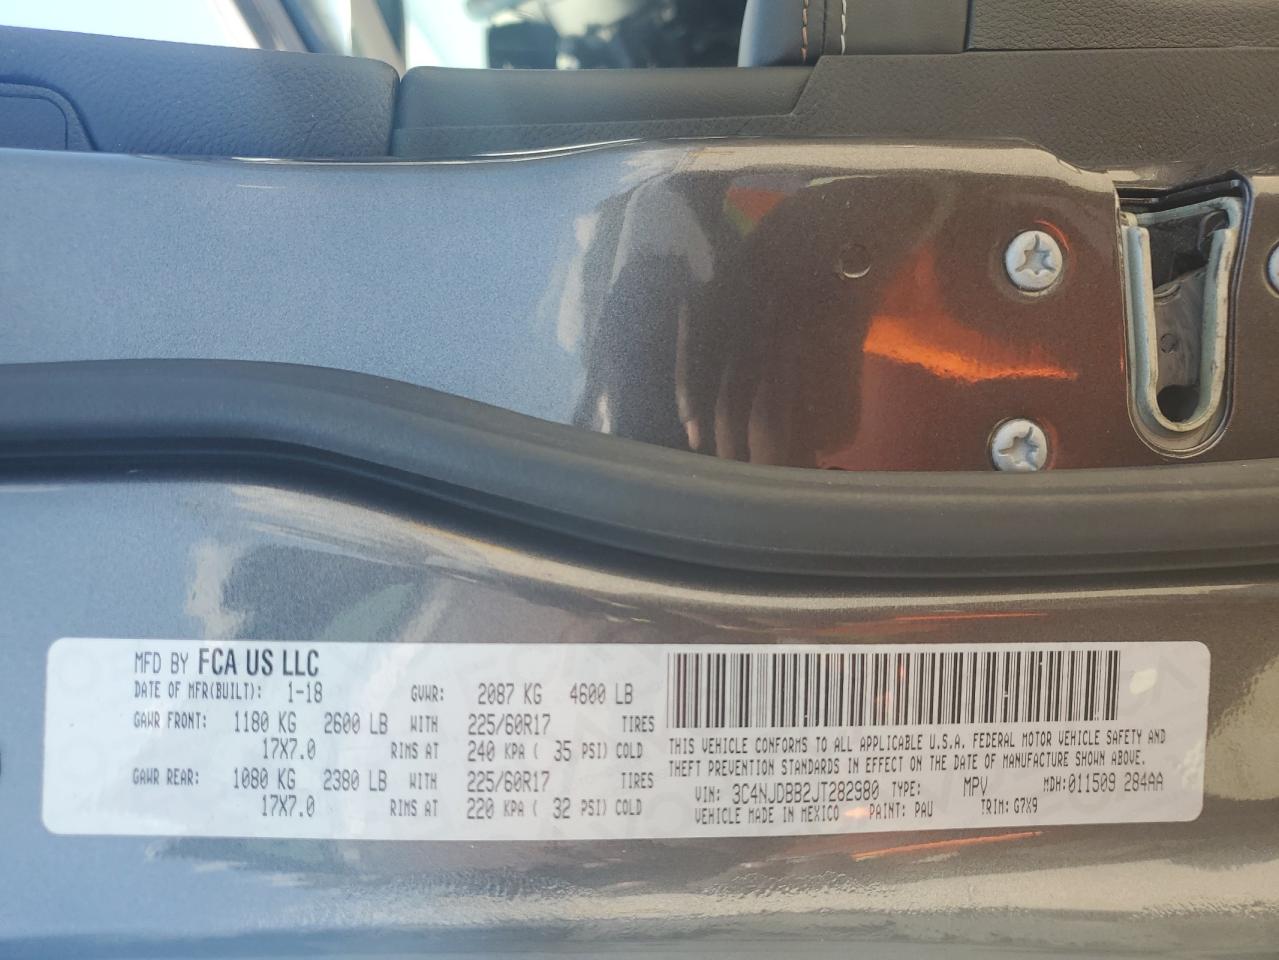 MFD BY FCA US LLC
DATE OF MFR(BUILT): 1-18 GVWR: 2087 KG 4600 LB
GAWR FRONT: 1180 KG 2600 LB WITH 225/60R17 TIRES
17X7.0 RIMS AT 240 KPA ( 35 PSI) COLD
GAWR REAR: 1080 KG 2380 LB WITH 225/60R17 TIRES
17X7.0 RIMS AT 220 KPA ( 32 PSI) COLD
THIS VEHICLE CONFORMS TO ALL APPLICABLE U.S.A. FEDERAL MOTOR VEHICLE SAFETY AND
THEFT PREVENTION STANDARDS IN EFFECT ON THE DATE OF MANUFACTURE SHOWN ABOVE.
VIN: 3C4NJDBB2JT282980 TYPE: MPV MDH:011509 284AA
VEHICLE MADE IN MEXICO PAINT: PAU TRIM: G7X9